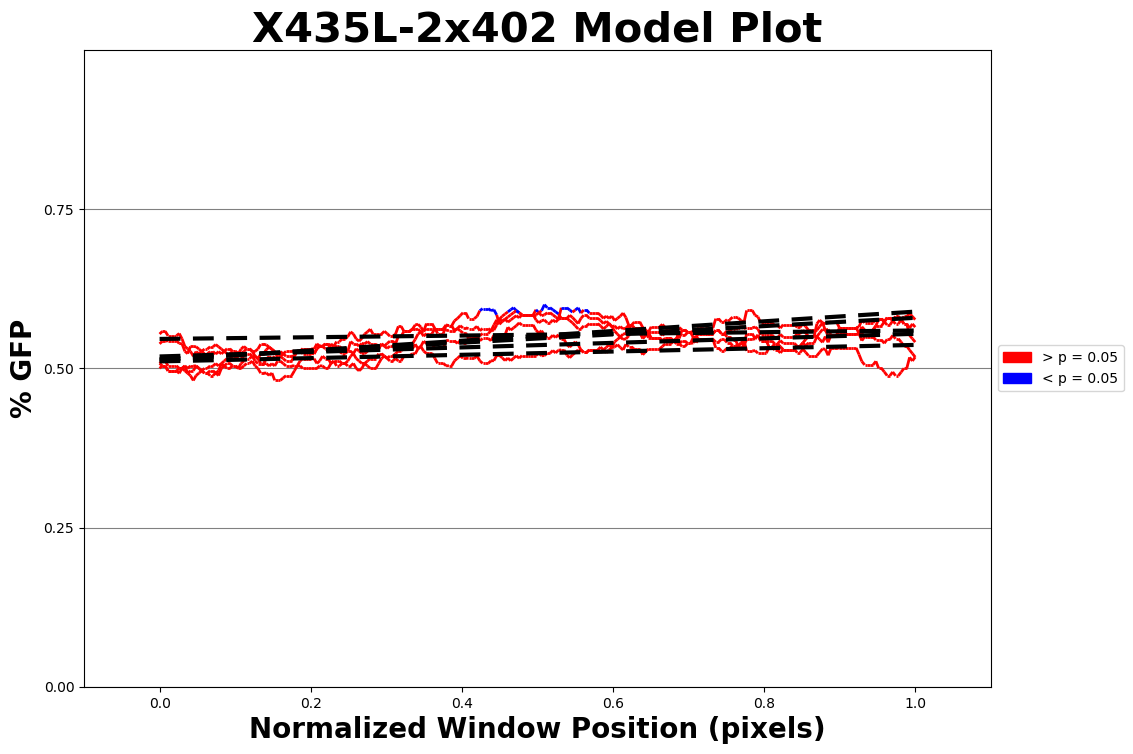 X435L-2x402 Model Plot
% GFP
0.75
0.50
0.25
0.00
0.0 0.2 0.4 0.6 0.8 1.0
Normalized Window Position (pixels)
> p = 0.05
< p = 0.05